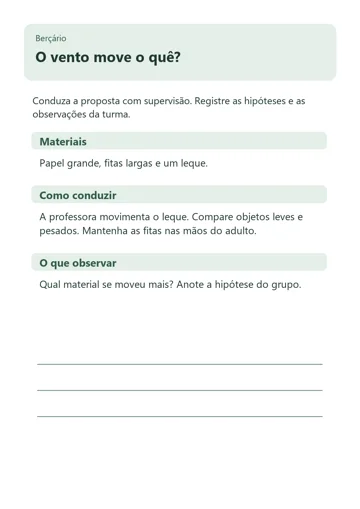 Berçário
O vento move o quê?
Conduza a proposta com supervisão. Registre as hipóteses e as
observações da turma.
Materiais
Papel grande, fitas largas e um leque.
Como conduzir
A professora movimenta o leque. Compare objetos leves e
pesados. Mantenha as fitas nas mãos do adulto.
O que observar
Qual material se moveu mais? Anote a hipótese do grupo.